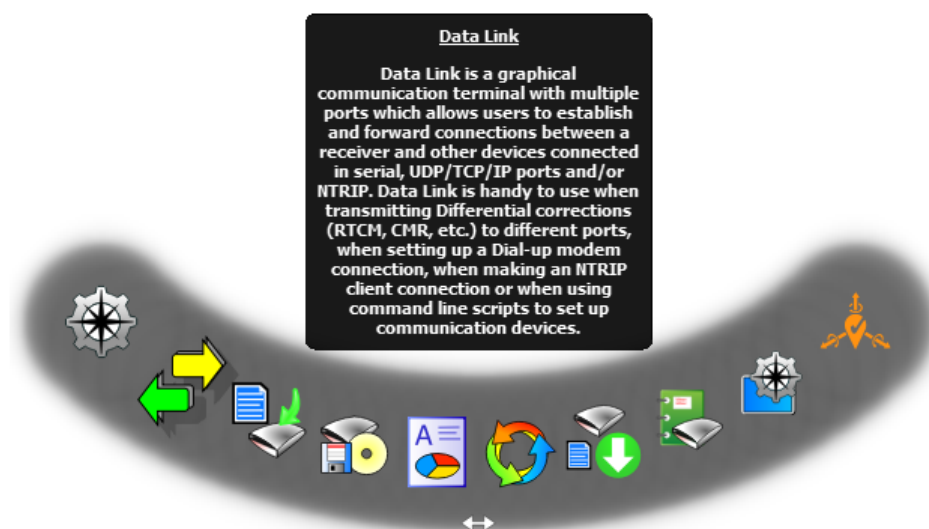 Data Link
Data Link is a graphical
communication terminal with multiple
ports which allows users to establish
and forward connections between a
receiver and other devices connected
in serial, UDP/TCP/IP ports and/or
NTRIP. Data Link is handy to use when
transmitting Differential corrections
(RTCM, CMR, etc.) to different ports,
when setting up a Dial-up modem
connection, when making an NTRIP
client connection or when using
command line scripts to set up
communication devices.
A